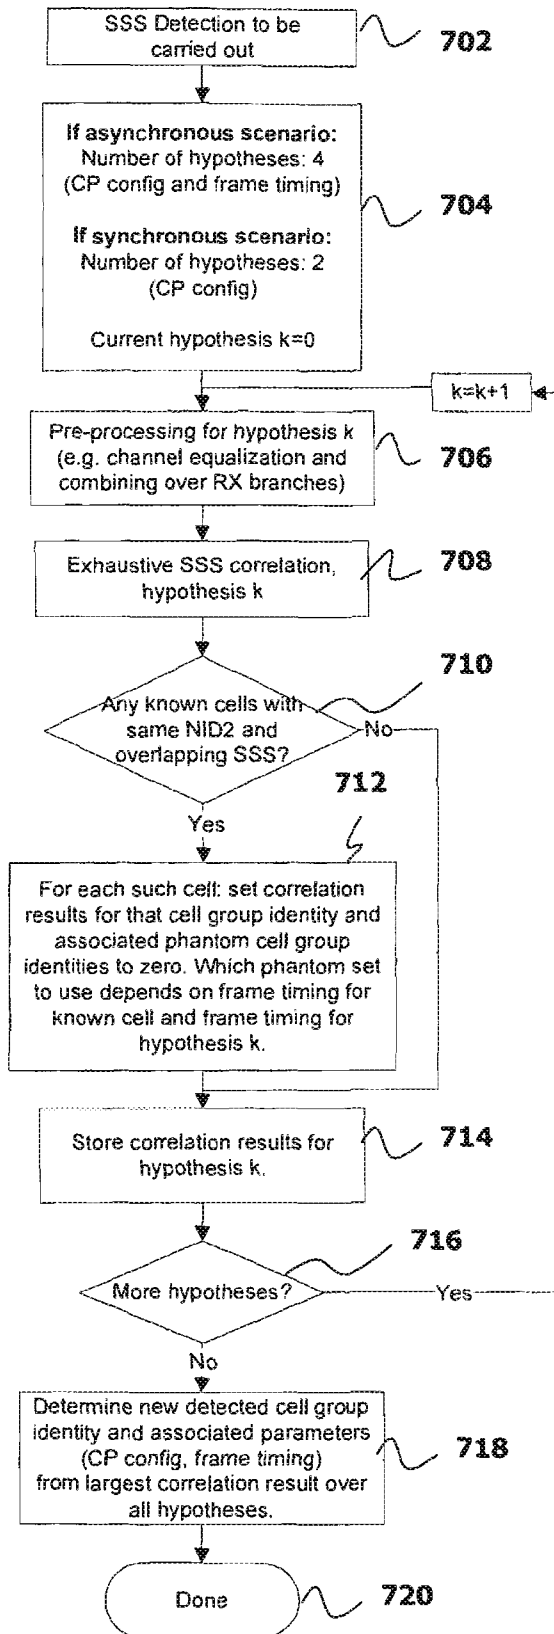 SSS Detection to be
carried out
702
If asynchronous scenario:
Number of hypotheses: 4
(CP config and frame timing)
704
If synchronous scenario:
Number of hypotheses: 2
(CP config)
Current hypothesis k=0
k=k+1
Pre-processing for hypothesis k
(e.g. channel equalization and
combining over RX branches)
706
Exhaustive SSS correlation,
hypothesis k
708
710
Any known cells with
same NID2 and
overlapping SSS?
No
712
Yes
For each such cell: set correlation
results for that cell group identity and
associated phantom cell group
identities to zero. Which phantom set
to use depends on frame timing for
known cell and frame timing for
hypothesis k.
Store correlation results for
hypothesis k.
714
716
More hypotheses?
Yes
No
Determine new detected cell group
identity and associated parameters
(CP config, frame timing)
from largest correlation result over
all hypotheses.
718
Done
720